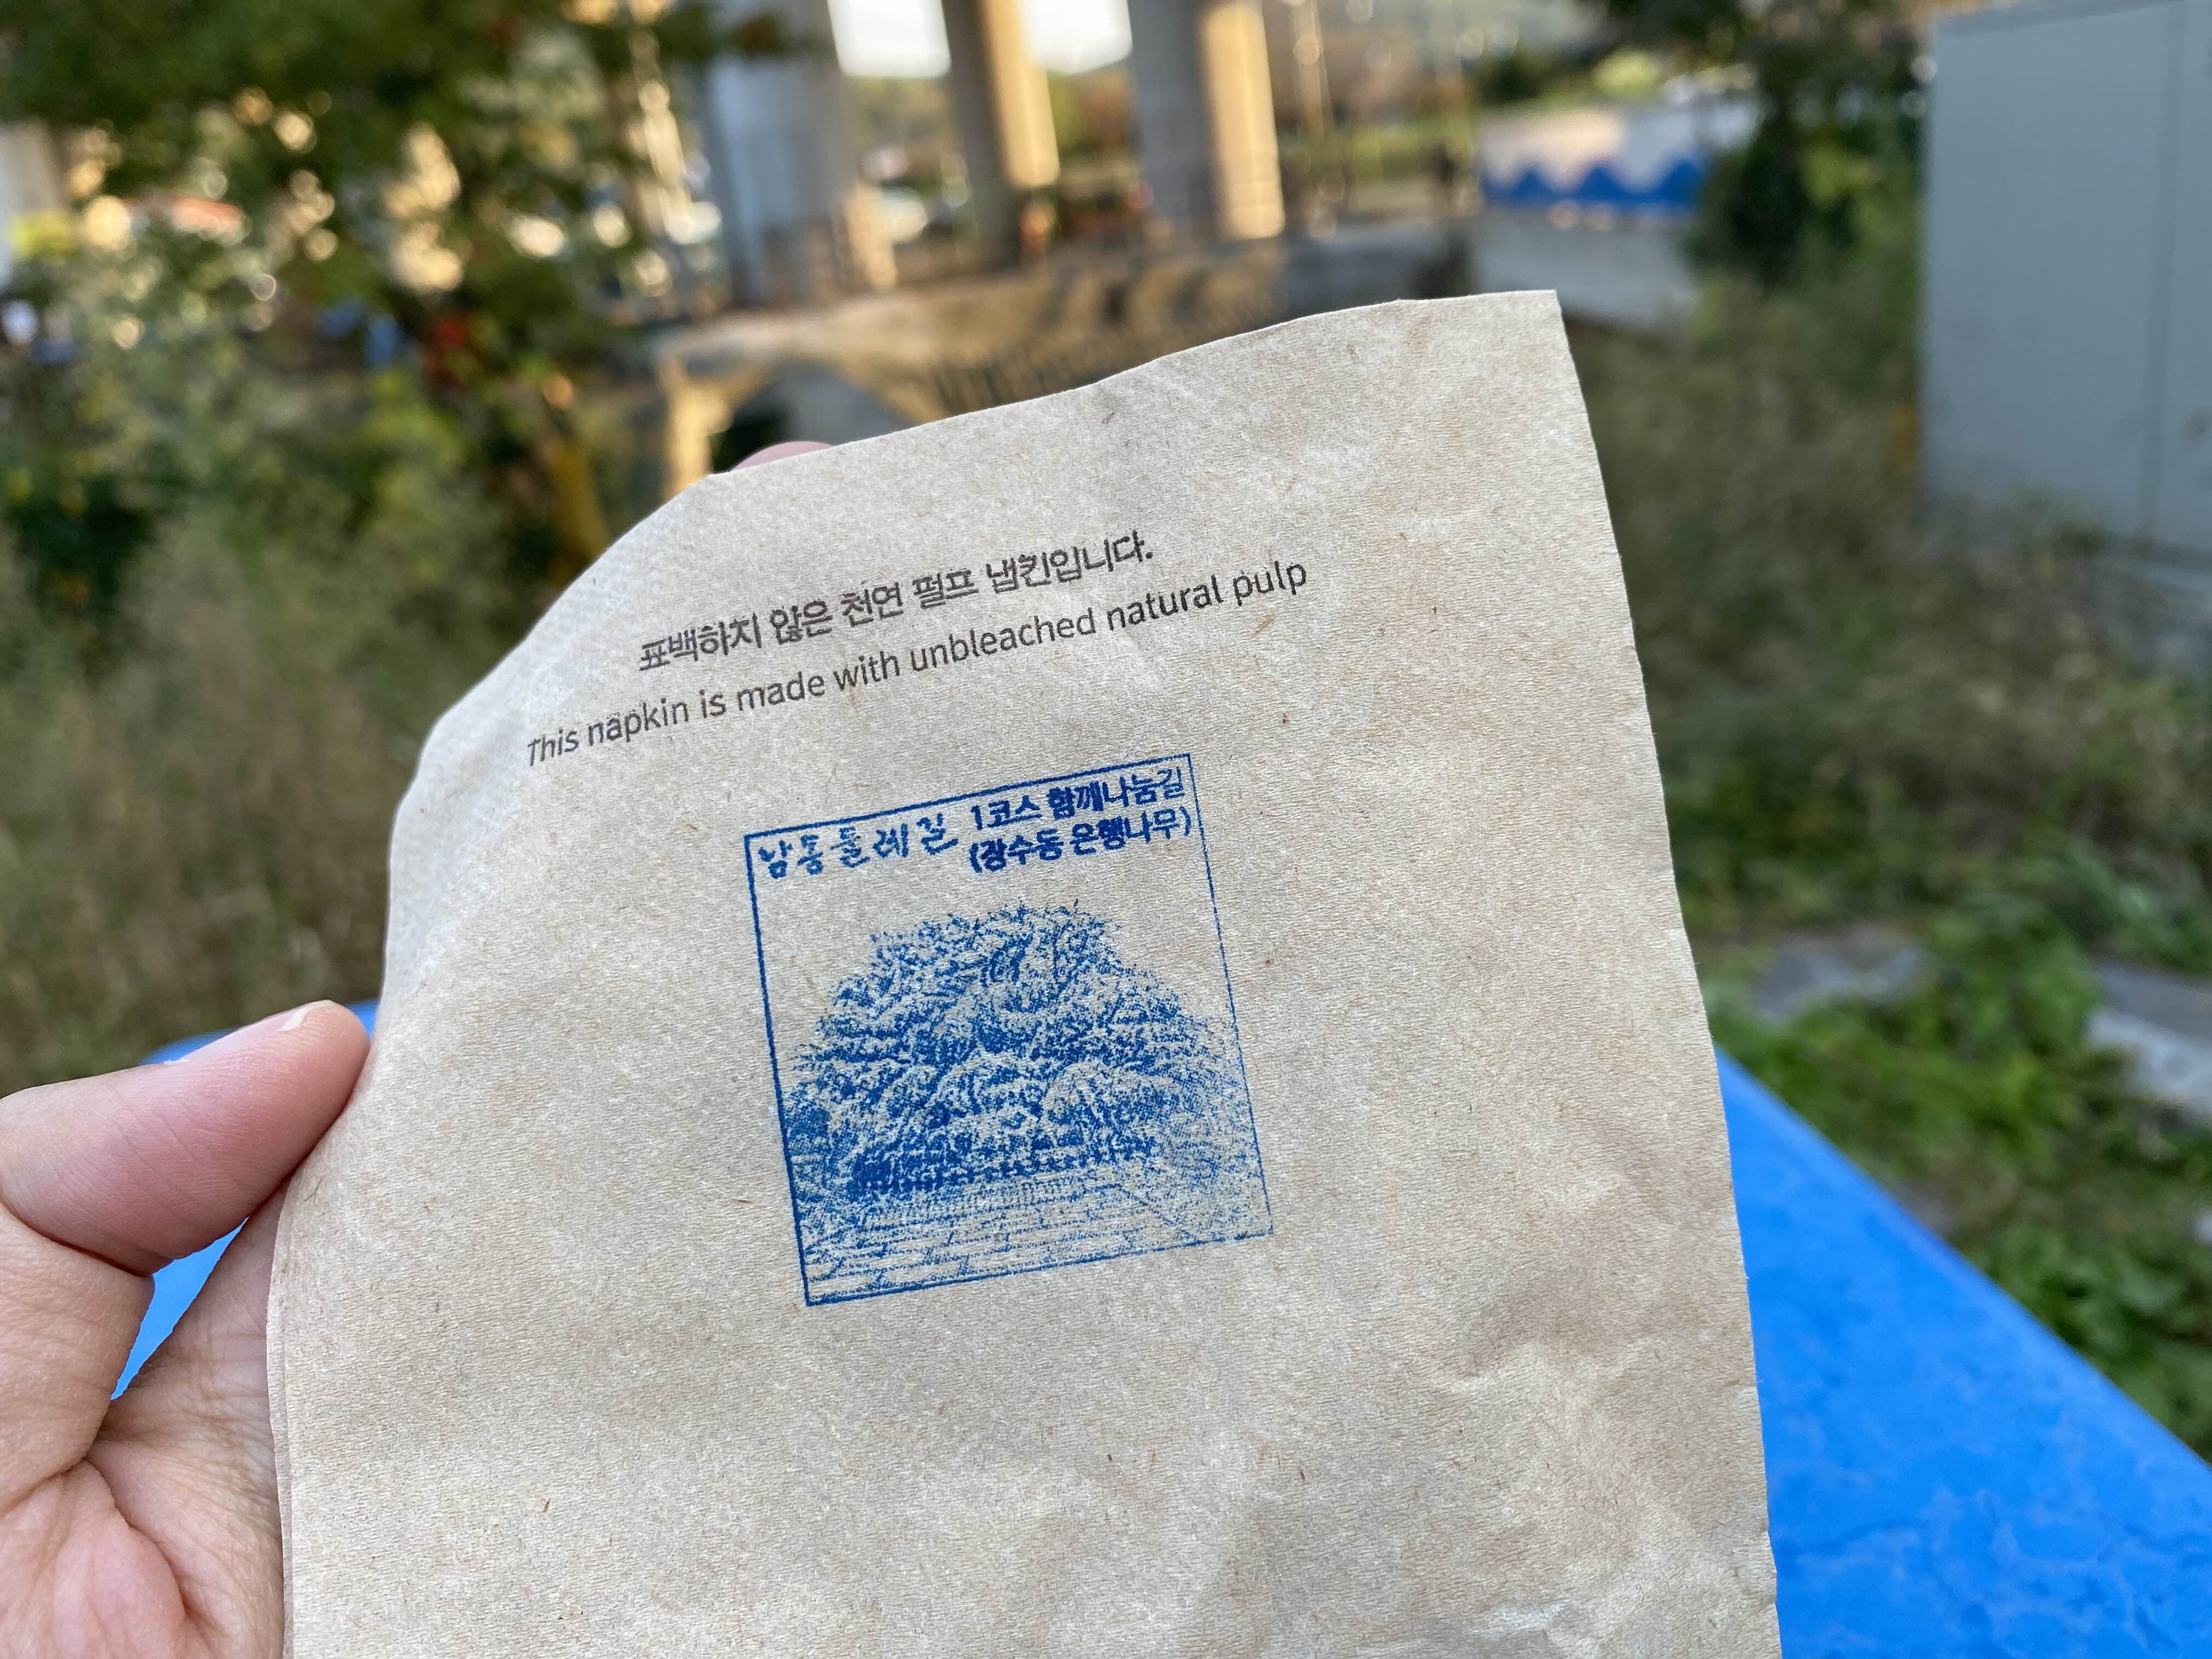 표백하지 않은 천연 펄프 냅킨입니다.
This napkin is made with unbleached natural pulp
남동둘레길
1코스 함께나눔길
(장수동 은행나무)